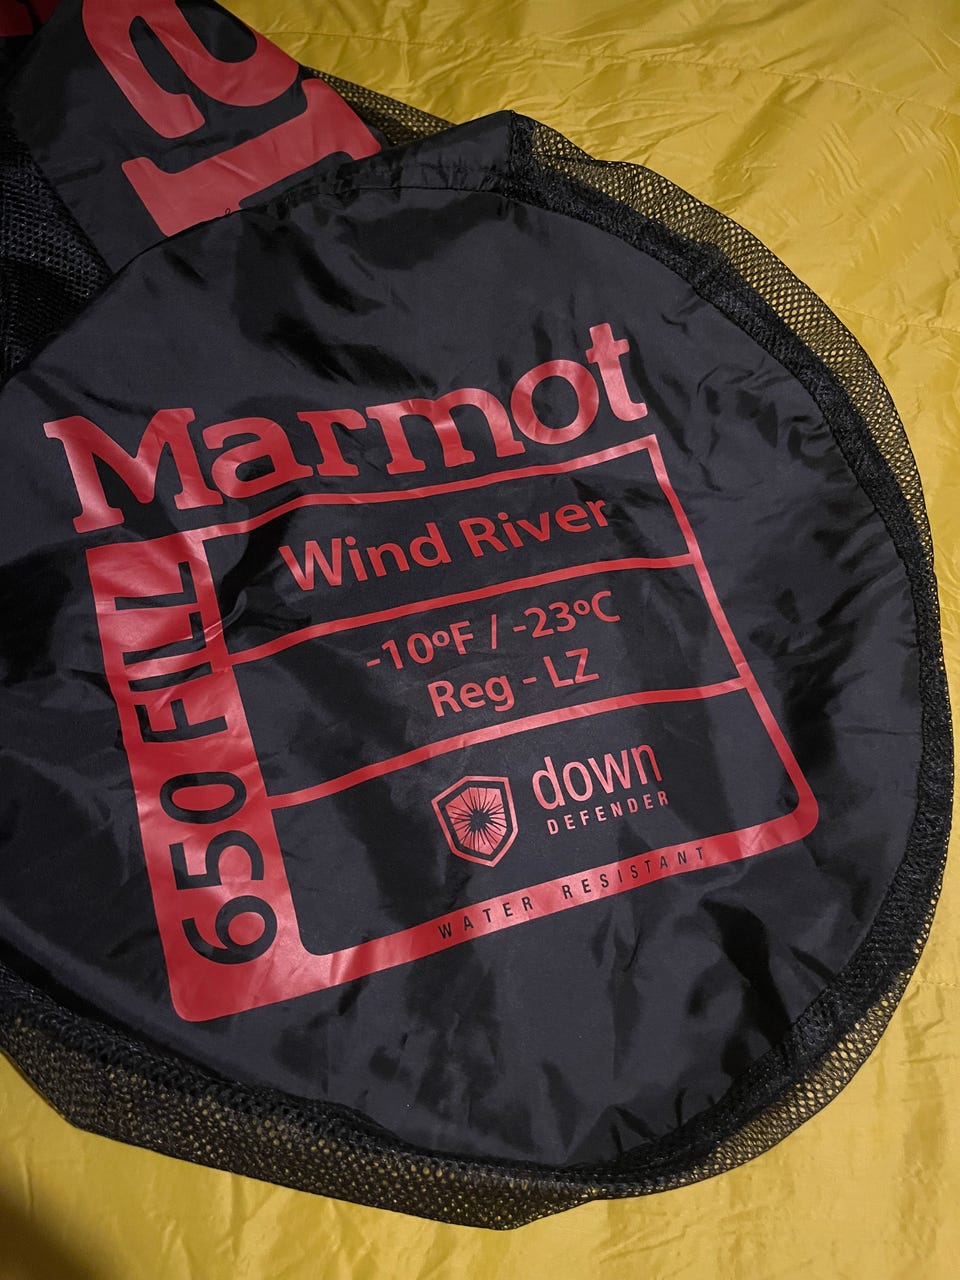 Marmot
650 FILL
Wind River
-10ºF / -23ºC
Reg - LZ
down
DEFENDER
WATER RESISTANT